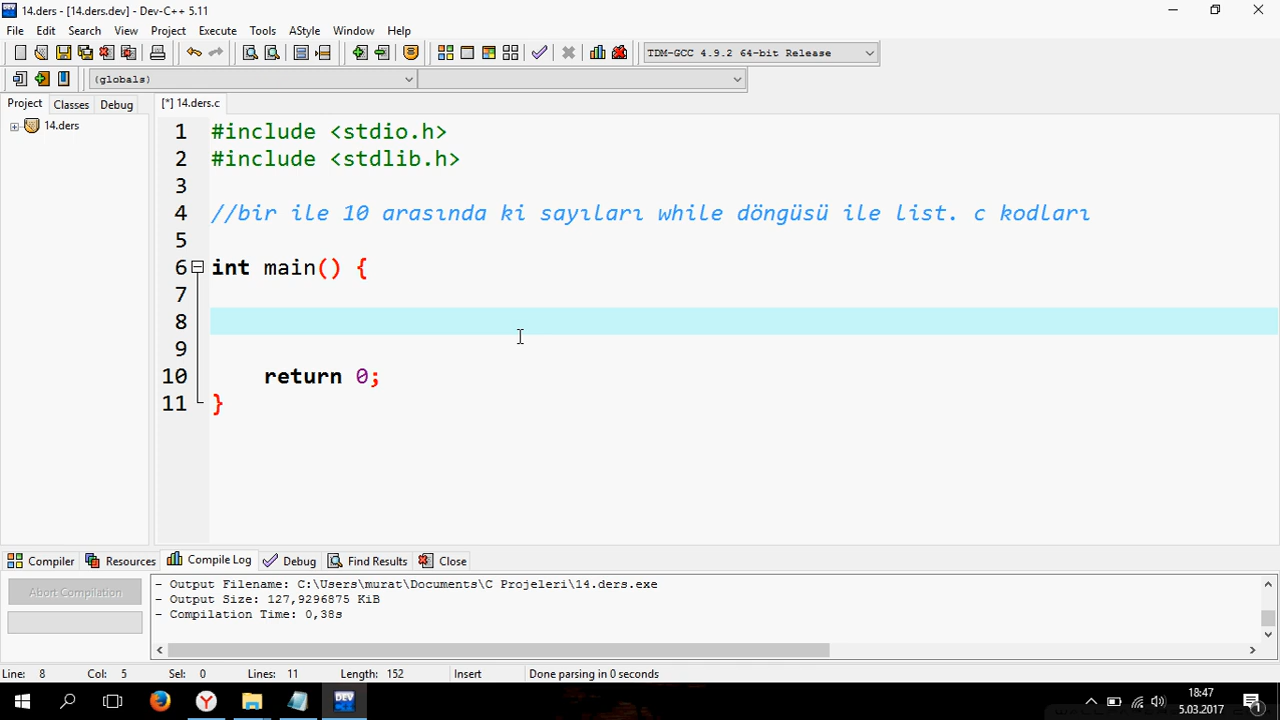 14.ders - [14.ders.dev] - Dev-C++ 5.11
File Edit Search View Project Execute Tools AStyle Window Help
TDM-GCC 4.9.2 64-bit Release
(globals)
Project Classes Debug [*] 14.ders.c
14.ders
1 #include <stdio.h>
2 #include <stdlib.h>
3
4 //bir ile 10 arasında ki sayıları while döngüsü ile list. c kodları
5
6 int main() {
7
8
9
10 return 0;
11 }
Compiler Resources Compile Log Debug Find Results Close
Abort Compilation
- Output Filename: C:\Users\murat\Documents\C Projeleri\14.ders.exe
- Output Size: 127,9296875 KiB
- Compilation Time: 0,38s
Line: 8 Col: 5 Sel: 0 Lines: 11 Length: 152 Insert Done parsing in 0 seconds
DEV
18:47
5.03.2017
1